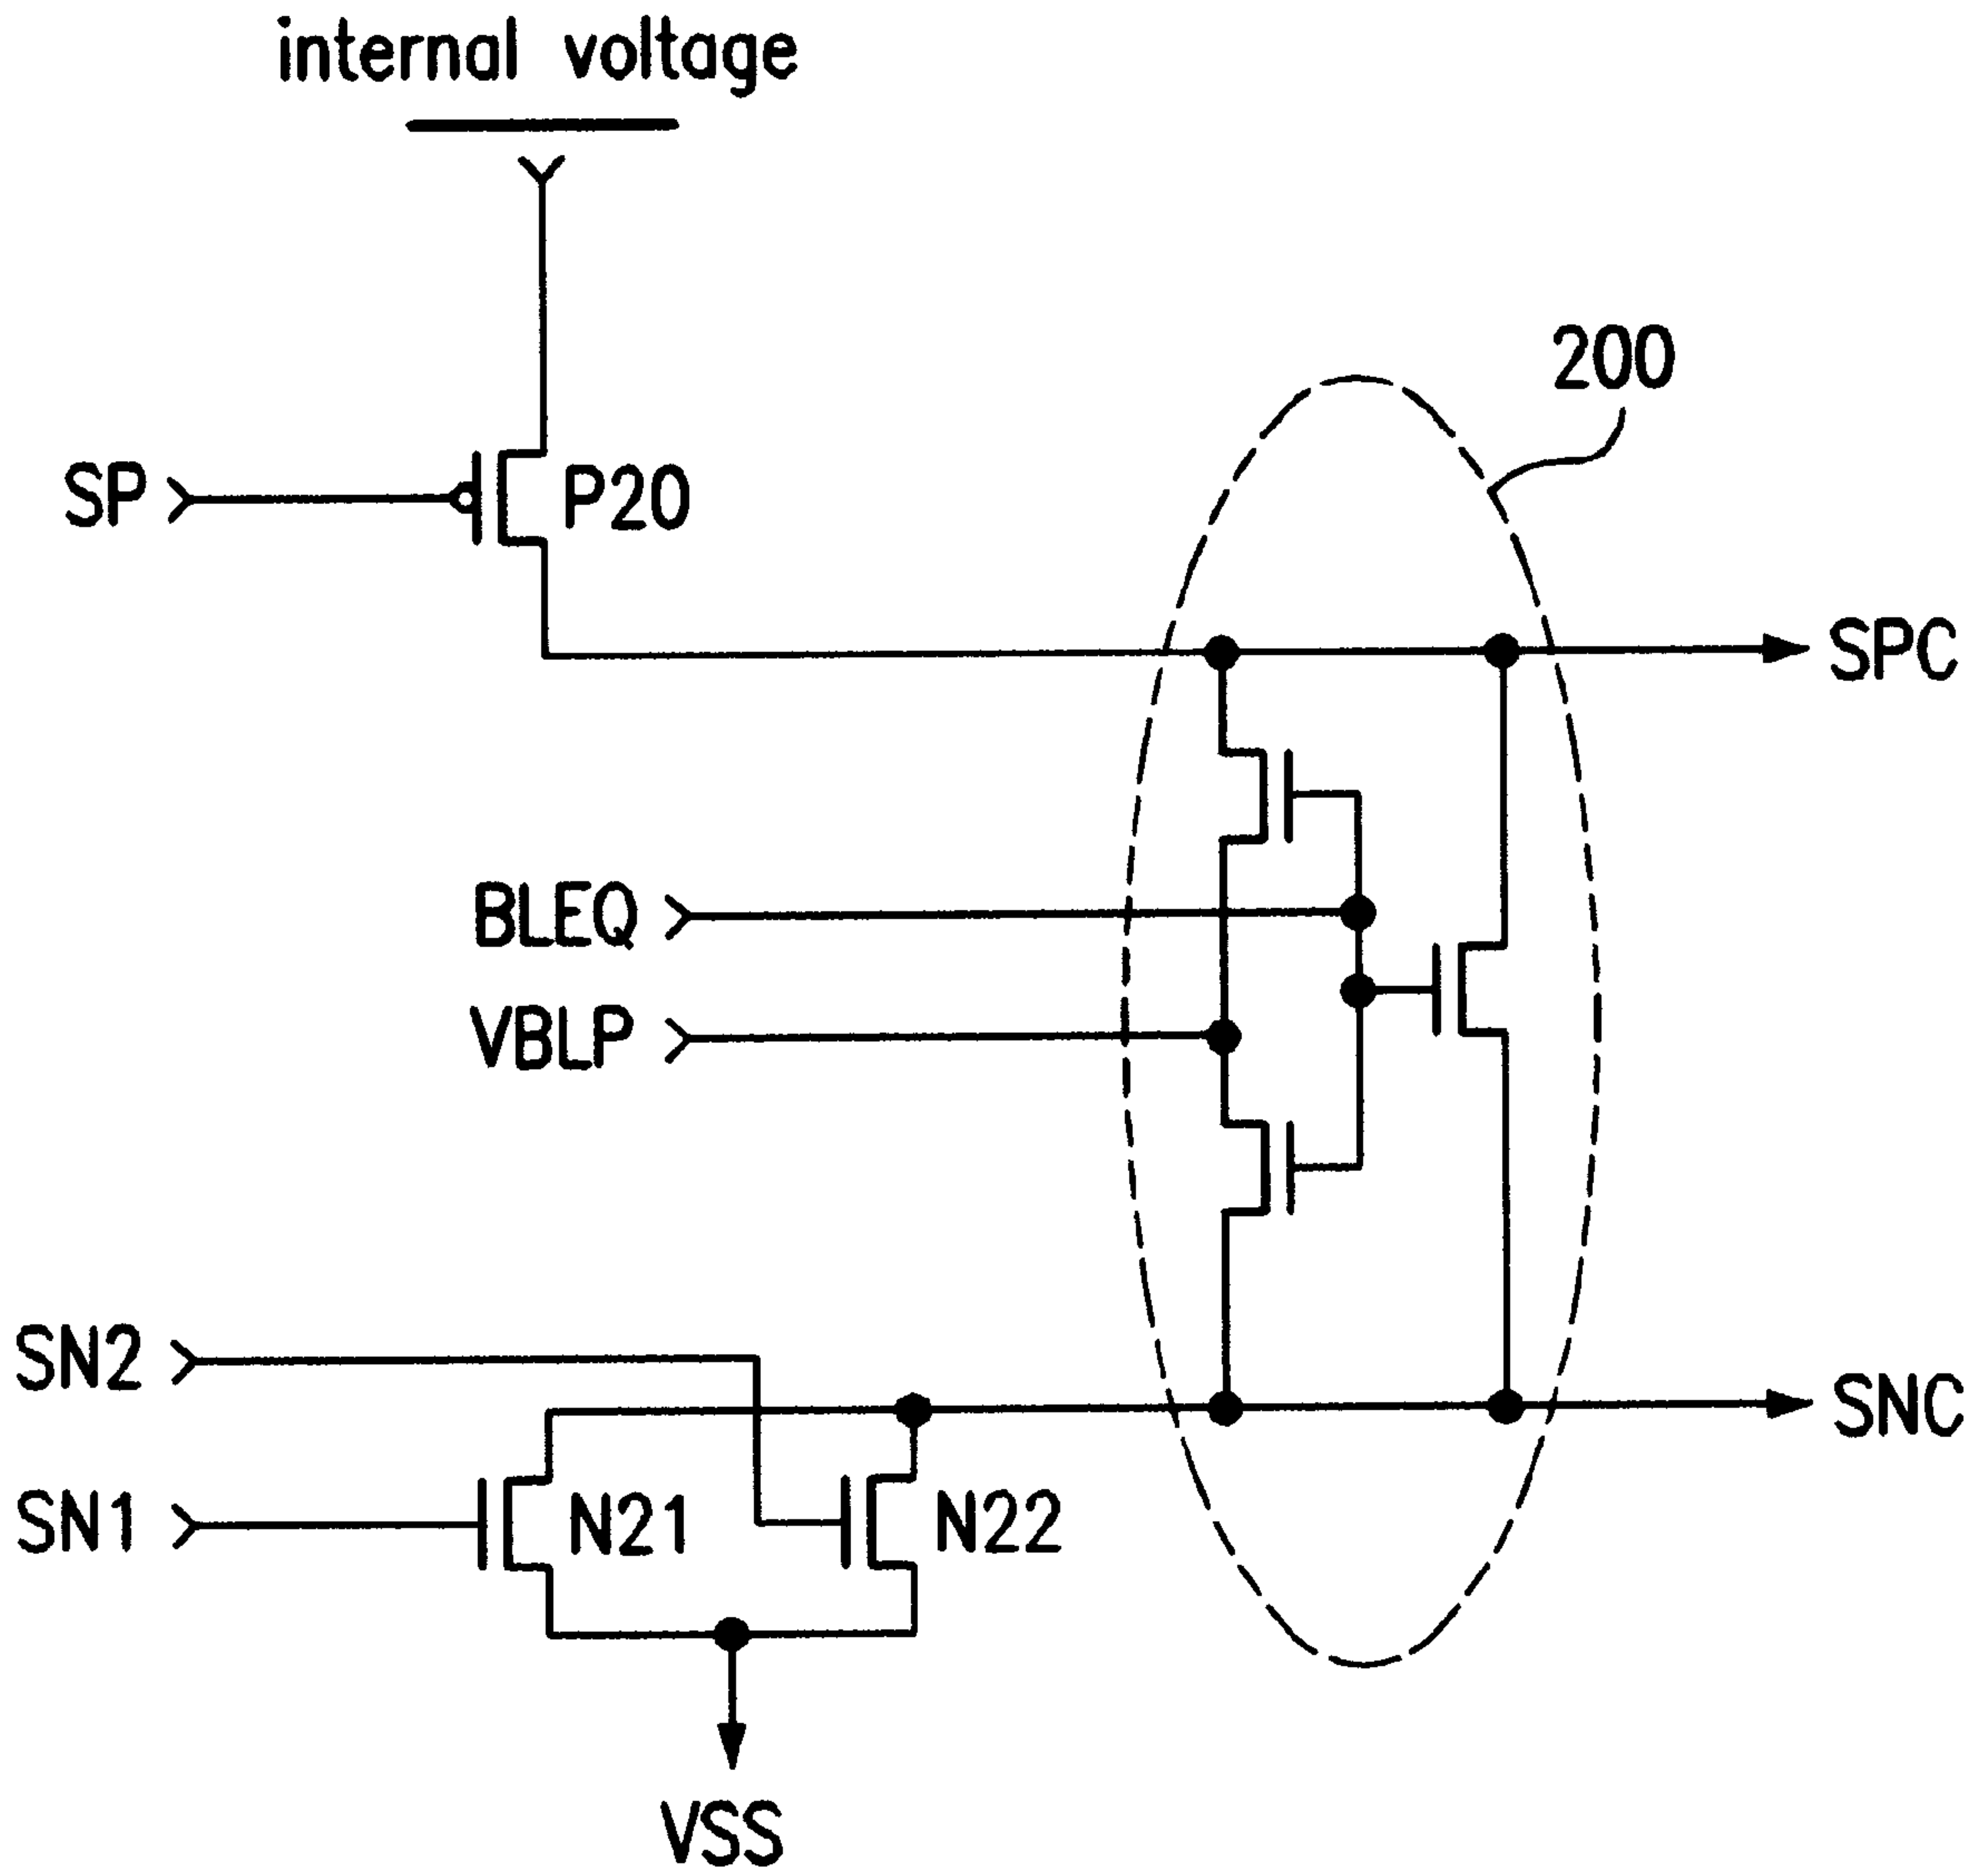 internal voltage
200
SP
P20
SPC
BLEQ
VBLP
SN2
SNC
SN1
N21
N22
VSS